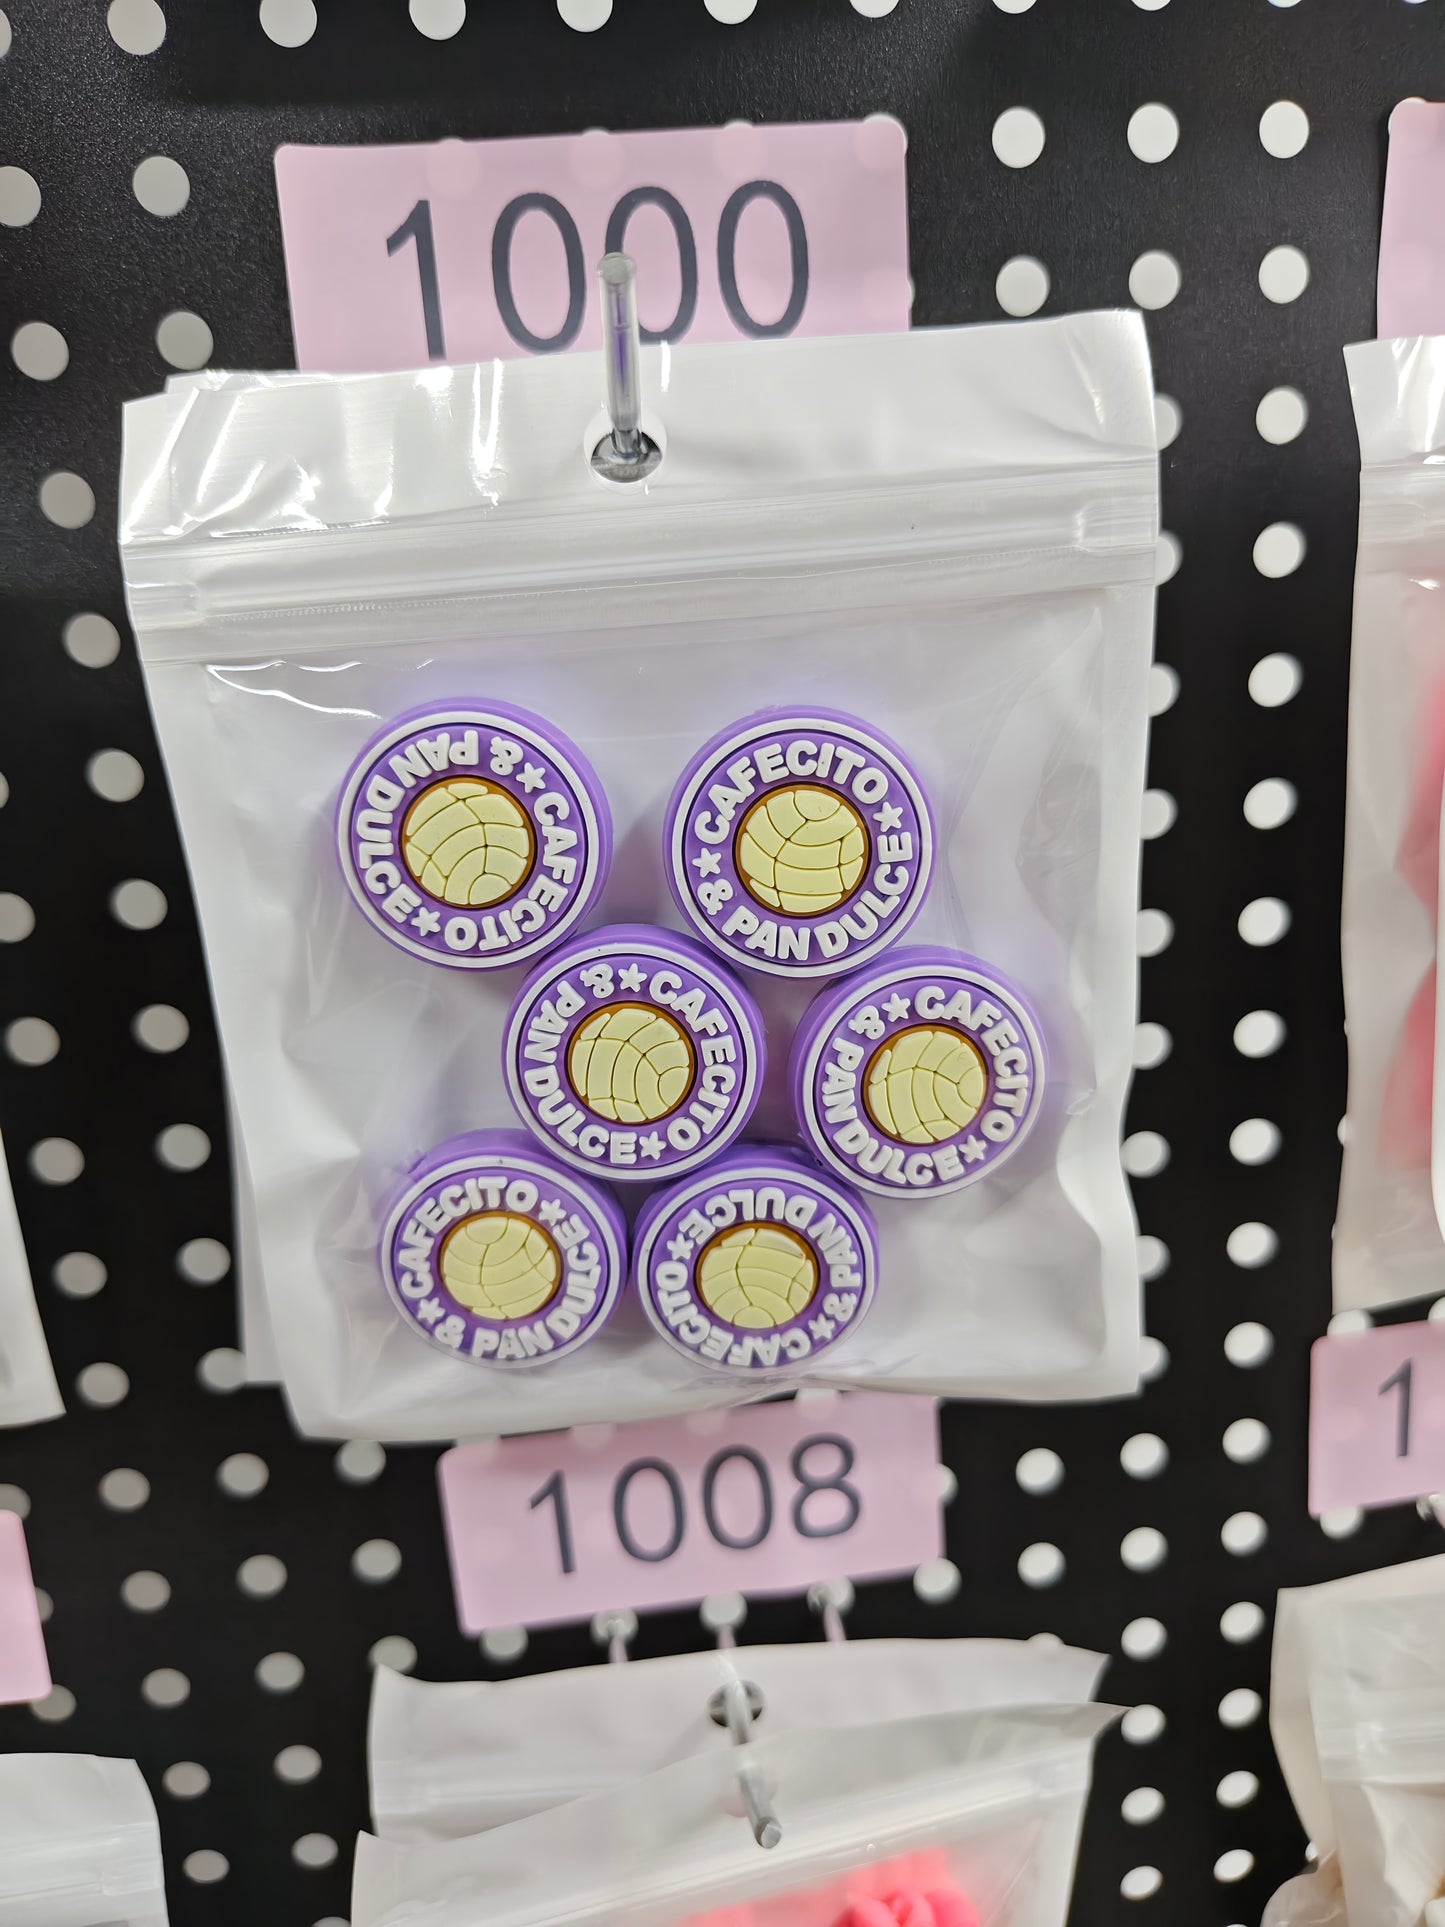 1000
& PAN DULCE ★ CAFECITO ★
CAFECITO ★ & PAN DULCE ★
& ★ CAFECITO ★ PAN DULCE
& ★ CAFECITO ★ PAN DULCE
CAFECITO ★ & PAN DULCE ★
CAFECITO ★ & PAN DULCE ★
1008
1